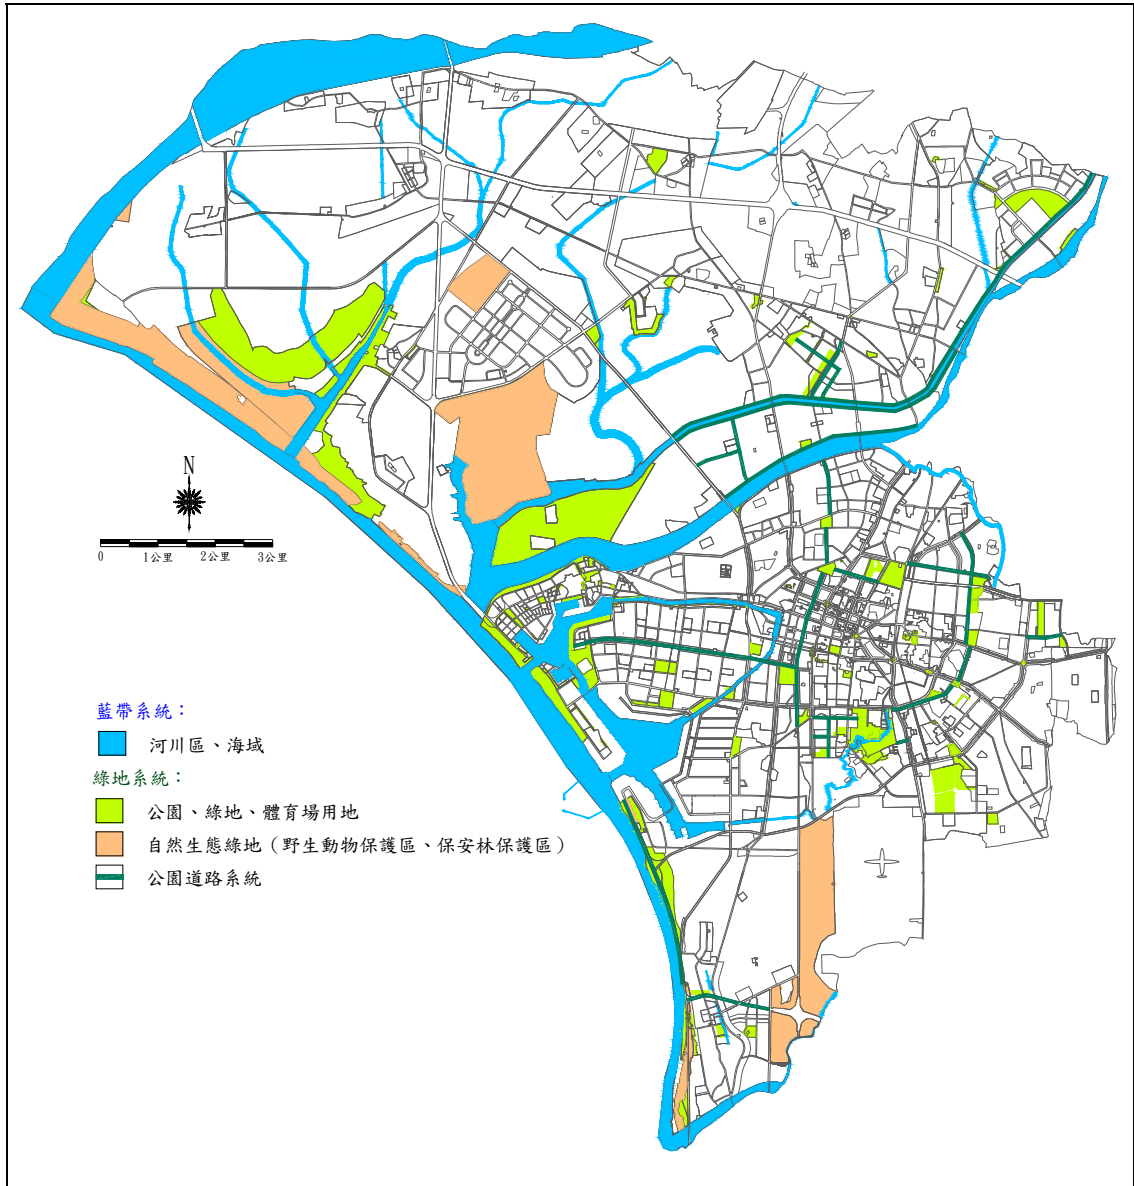 N
0 1公里 2公里 3公里
藍帶系統：
河川區、海域
綠地系統：
公園、綠地、體育場用地
自然生態綠地（野生動物保護區、保安林保護區）
公園道路系統